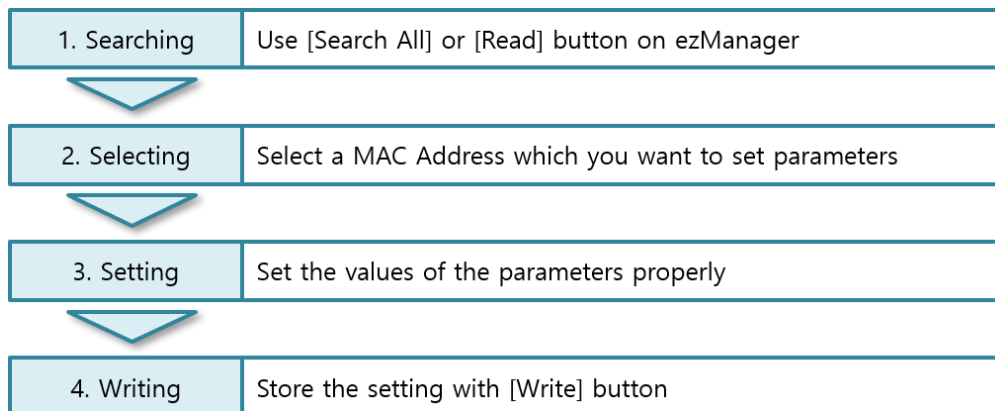 1. Searching
Use [Search All] or [Read] button on ezManager
2. Selecting
Select a MAC Address which you want to set parameters
3. Setting
Set the values of the parameters properly
4. Writing
Store the setting with [Write] button